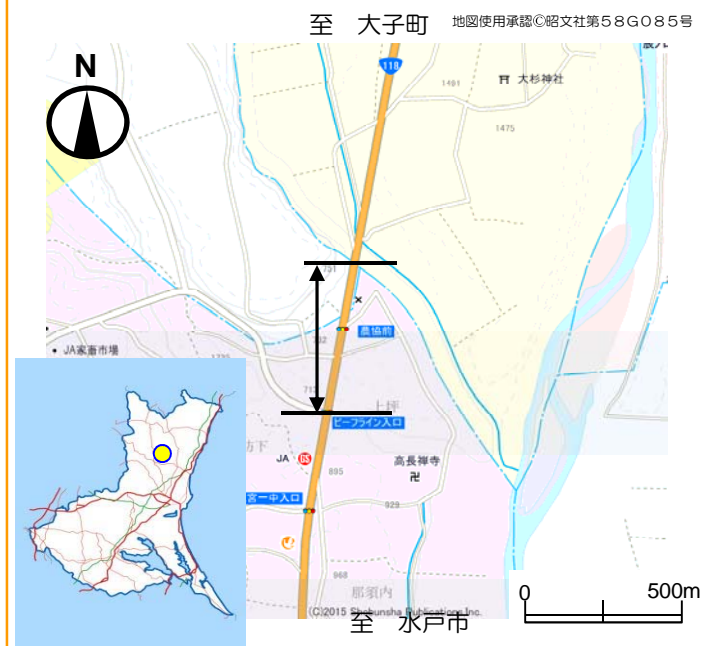 至 大子町
地図使用承認©昭文社第58G085号
N
118
1491
大杉神社
1475
751
農協前
JA家畜市場
上坪
ビーフライン入口
JA
高長禅寺
895
宮一中入口
929
968
那須内
(C)2015 Shobunsha Publications,Inc.
至 水戸市
0
500m